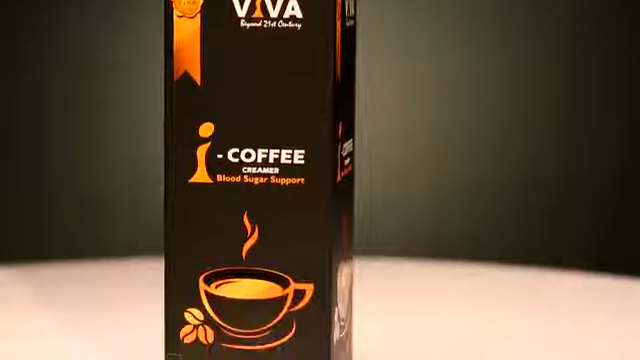 VIVA
Beyond 21st Century
i - COFFEE
CREAMER
Blood Sugar Support